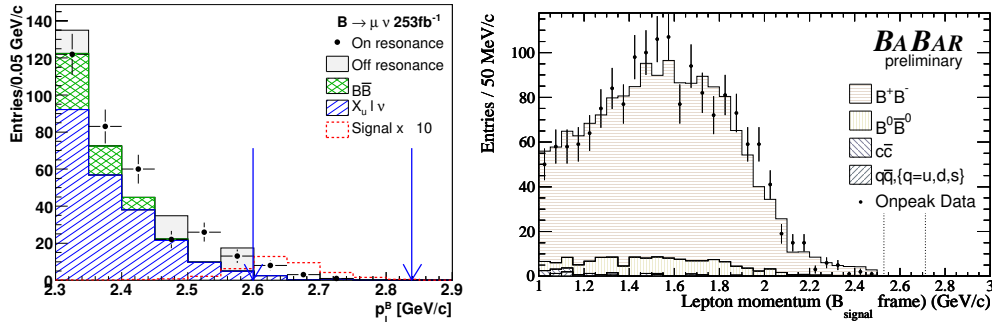 B → μ ν 253fb⁻¹
On resonance
Off resonance
BB̅
X_u l ν
Signal x 10
Entries/0.05 GeV/c
140
120
100
80
60
40
20
0
2.3 2.4 2.5 2.6 2.7 2.8 2.9
p_l^B [GeV/c]
BABAR
preliminary
B⁺B⁻
B⁰B̅⁰
cc̅
qq̅,{q=u,d,s}
Onpeak Data
Entries / 50 MeV/c
100
80
60
40
20
0
1 1.2 1.4 1.6 1.8 2 2.2 2.4 2.6 2.8 3
Lepton momentum (B_signal frame) (GeV/c)